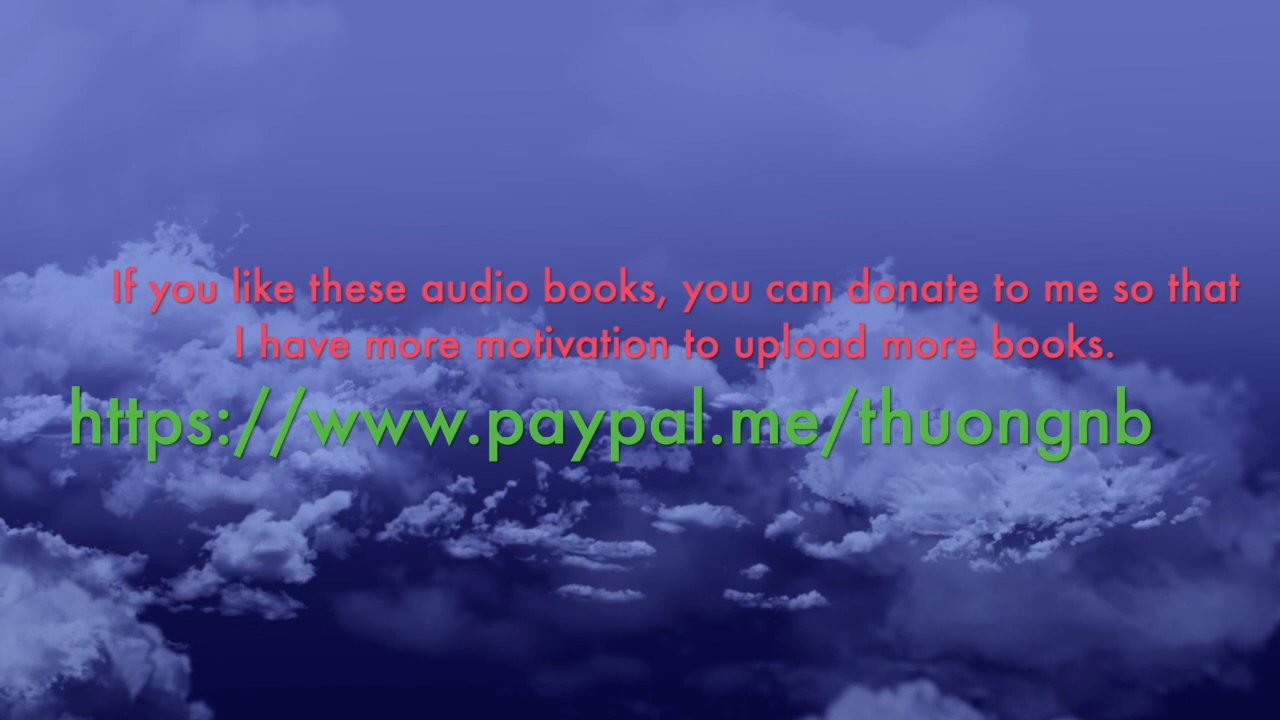 If you like these audio books, you can donate to me so that
I have more motivation to upload more books.
https://www.paypal.me/thuongnb